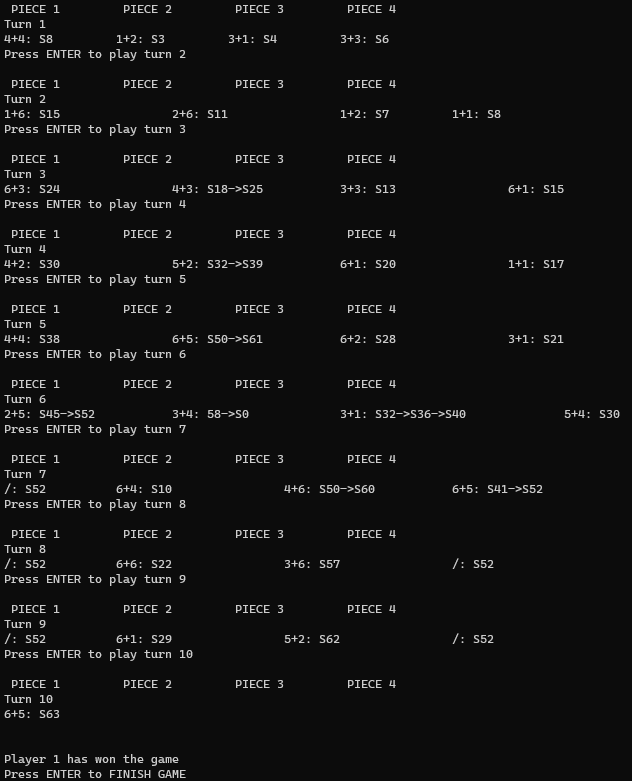 PIECE 1 PIECE 2 PIECE 3 PIECE 4
Turn 1
4+4: S8 1+2: S3 3+1: S4 3+3: S6
Press ENTER to play turn 2
PIECE 1 PIECE 2 PIECE 3 PIECE 4
Turn 2
1+6: S15 2+6: S11 1+2: S7 1+1: S8
Press ENTER to play turn 3
PIECE 1 PIECE 2 PIECE 3 PIECE 4
Turn 3
6+3: S24 4+3: S18->S25 3+3: S13 6+1: S15
Press ENTER to play turn 4
PIECE 1 PIECE 2 PIECE 3 PIECE 4
Turn 4
4+2: S30 5+2: S32->S39 6+1: S20 1+1: S17
Press ENTER to play turn 5
PIECE 1 PIECE 2 PIECE 3 PIECE 4
Turn 5
4+4: S38 6+5: S50->S61 6+2: S28 3+1: S21
Press ENTER to play turn 6
PIECE 1 PIECE 2 PIECE 3 PIECE 4
Turn 6
2+5: S45->S52 3+4: 58->S0 3+1: S32->S36->S40 5+4: S30
Press ENTER to play turn 7
PIECE 1 PIECE 2 PIECE 3 PIECE 4
Turn 7
/: S52 6+4: S10 4+6: S50->S60 6+5: S41->S52
Press ENTER to play turn 8
PIECE 1 PIECE 2 PIECE 3 PIECE 4
Turn 8
/: S52 6+6: S22 3+6: S57 /: S52
Press ENTER to play turn 9
PIECE 1 PIECE 2 PIECE 3 PIECE 4
Turn 9
/: S52 6+1: S29 5+2: S62 /: S52
Press ENTER to play turn 10
PIECE 1 PIECE 2 PIECE 3 PIECE 4
Turn 10
6+5: S63
Player 1 has won the game
Press ENTER to FINISH GAME